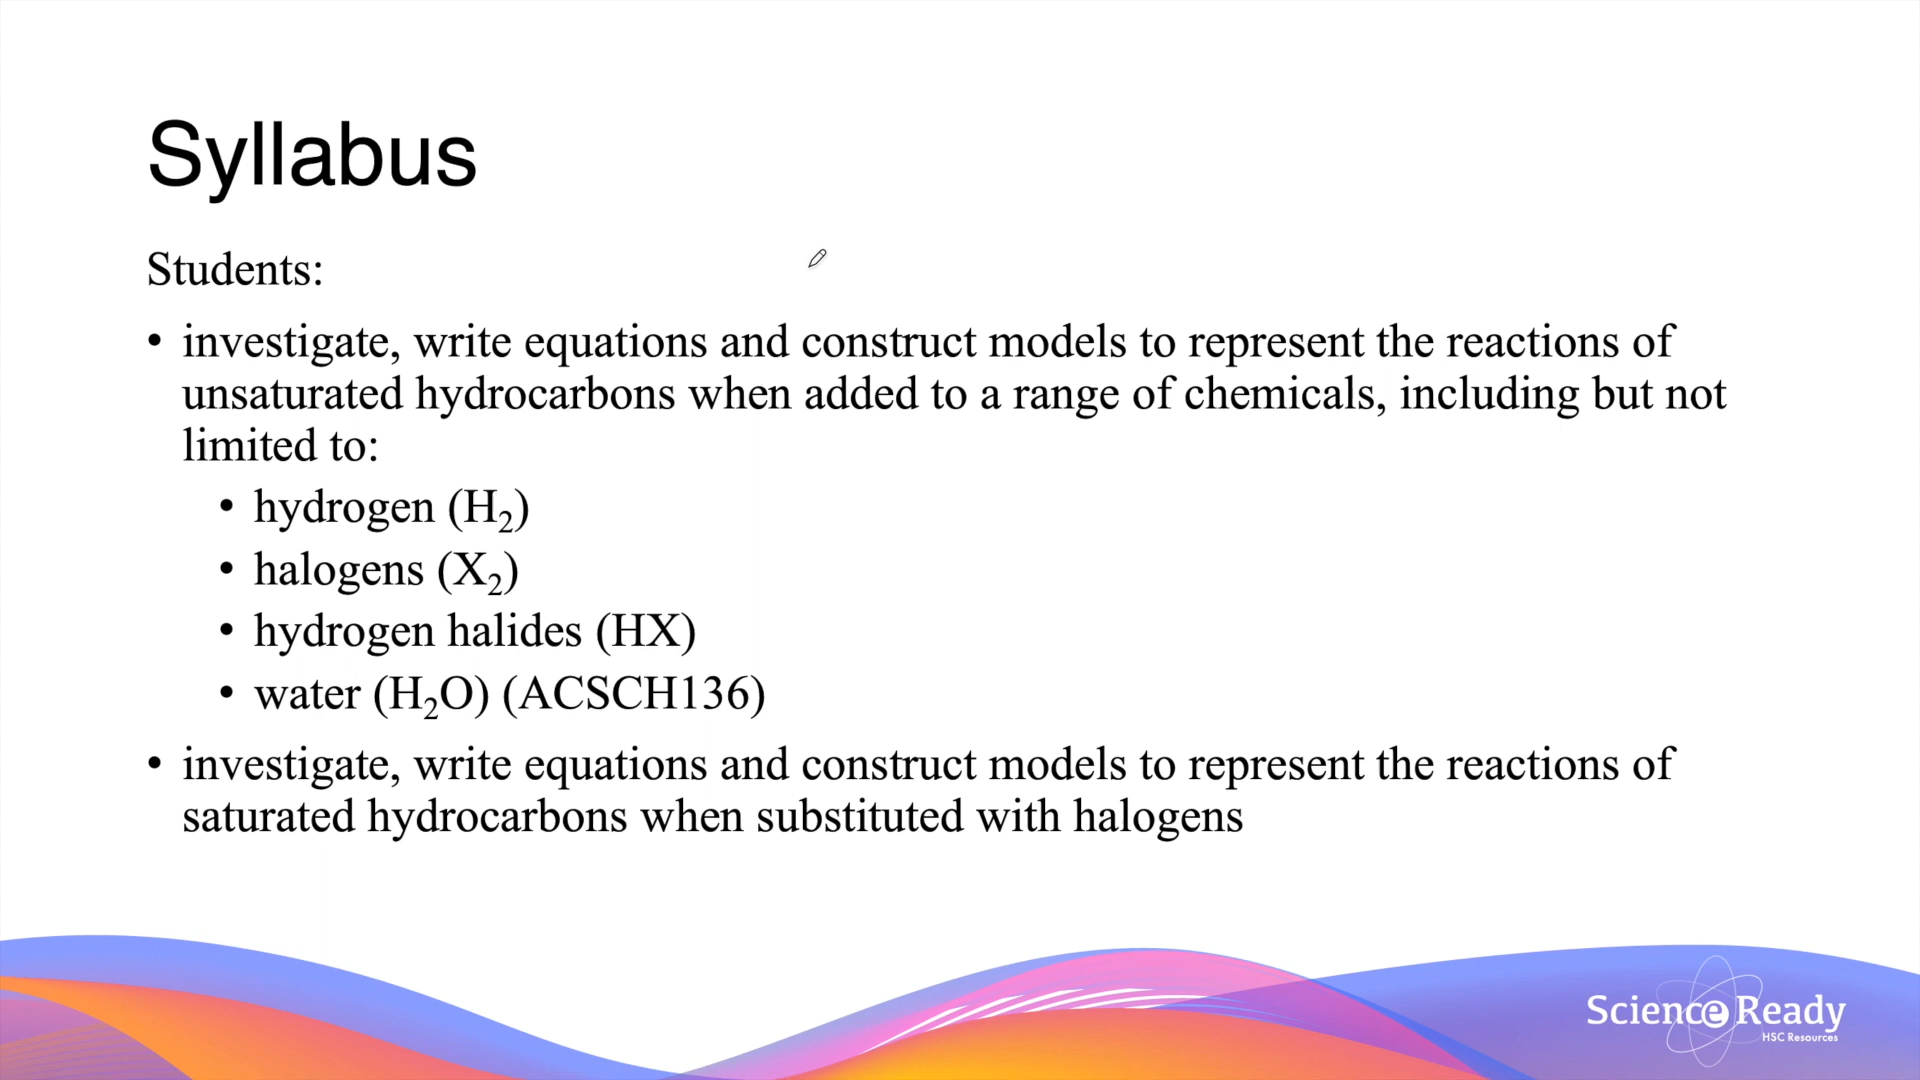 Syllabus
Students:
• investigate, write equations and construct models to represent the reactions of
unsaturated hydrocarbons when added to a range of chemicals, including but not
limited to:
• hydrogen (H₂)
• halogens (X₂)
• hydrogen halides (HX)
• water (H₂O) (ACSCH136)
• investigate, write equations and construct models to represent the reactions of
saturated hydrocarbons when substituted with halogens
Science Ready
HSC Resources